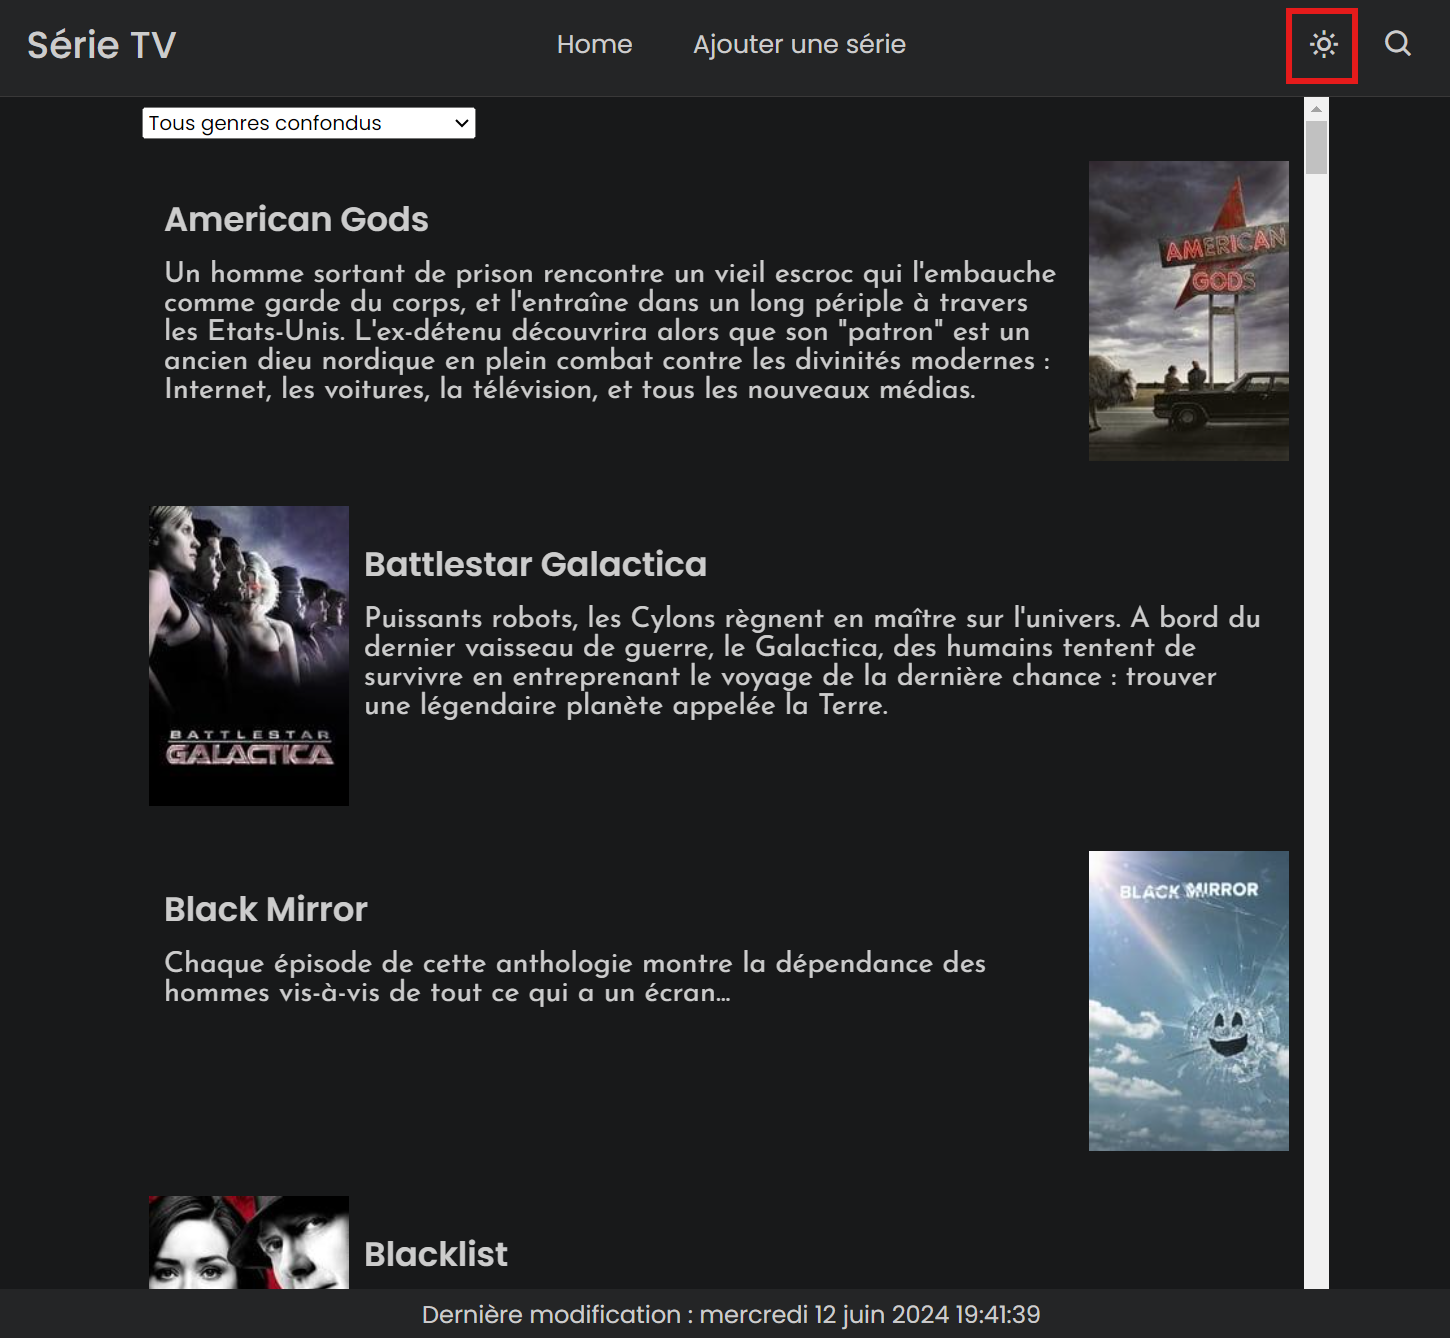 Série TV
Home
Ajouter une série
Tous genres confondus
American Gods
Un homme sortant de prison rencontre un vieil escroc qui l'embauche
comme garde du corps, et l'entraîne dans un long périple à travers
les Etats-Unis. L'ex-détenu découvrira alors que son "patron" est un
ancien dieu nordique en plein combat contre les divinités modernes :
Internet, les voitures, la télévision, et tous les nouveaux médias.
AMERICAN
GODS
Battlestar Galactica
Puissants robots, les Cylons règnent en maître sur l'univers. A bord du
dernier vaisseau de guerre, le Galactica, des humains tentent de
survivre en entreprenant le voyage de la dernière chance : trouver
une légendaire planète appelée la Terre.
BATTLESTAR
GALACTICA
Black Mirror
Chaque épisode de cette anthologie montre la dépendance des
hommes vis-à-vis de tout ce qui a un écran...
BLACK MIRROR
Blacklist
Dernière modification : mercredi 12 juin 2024 19:41:39